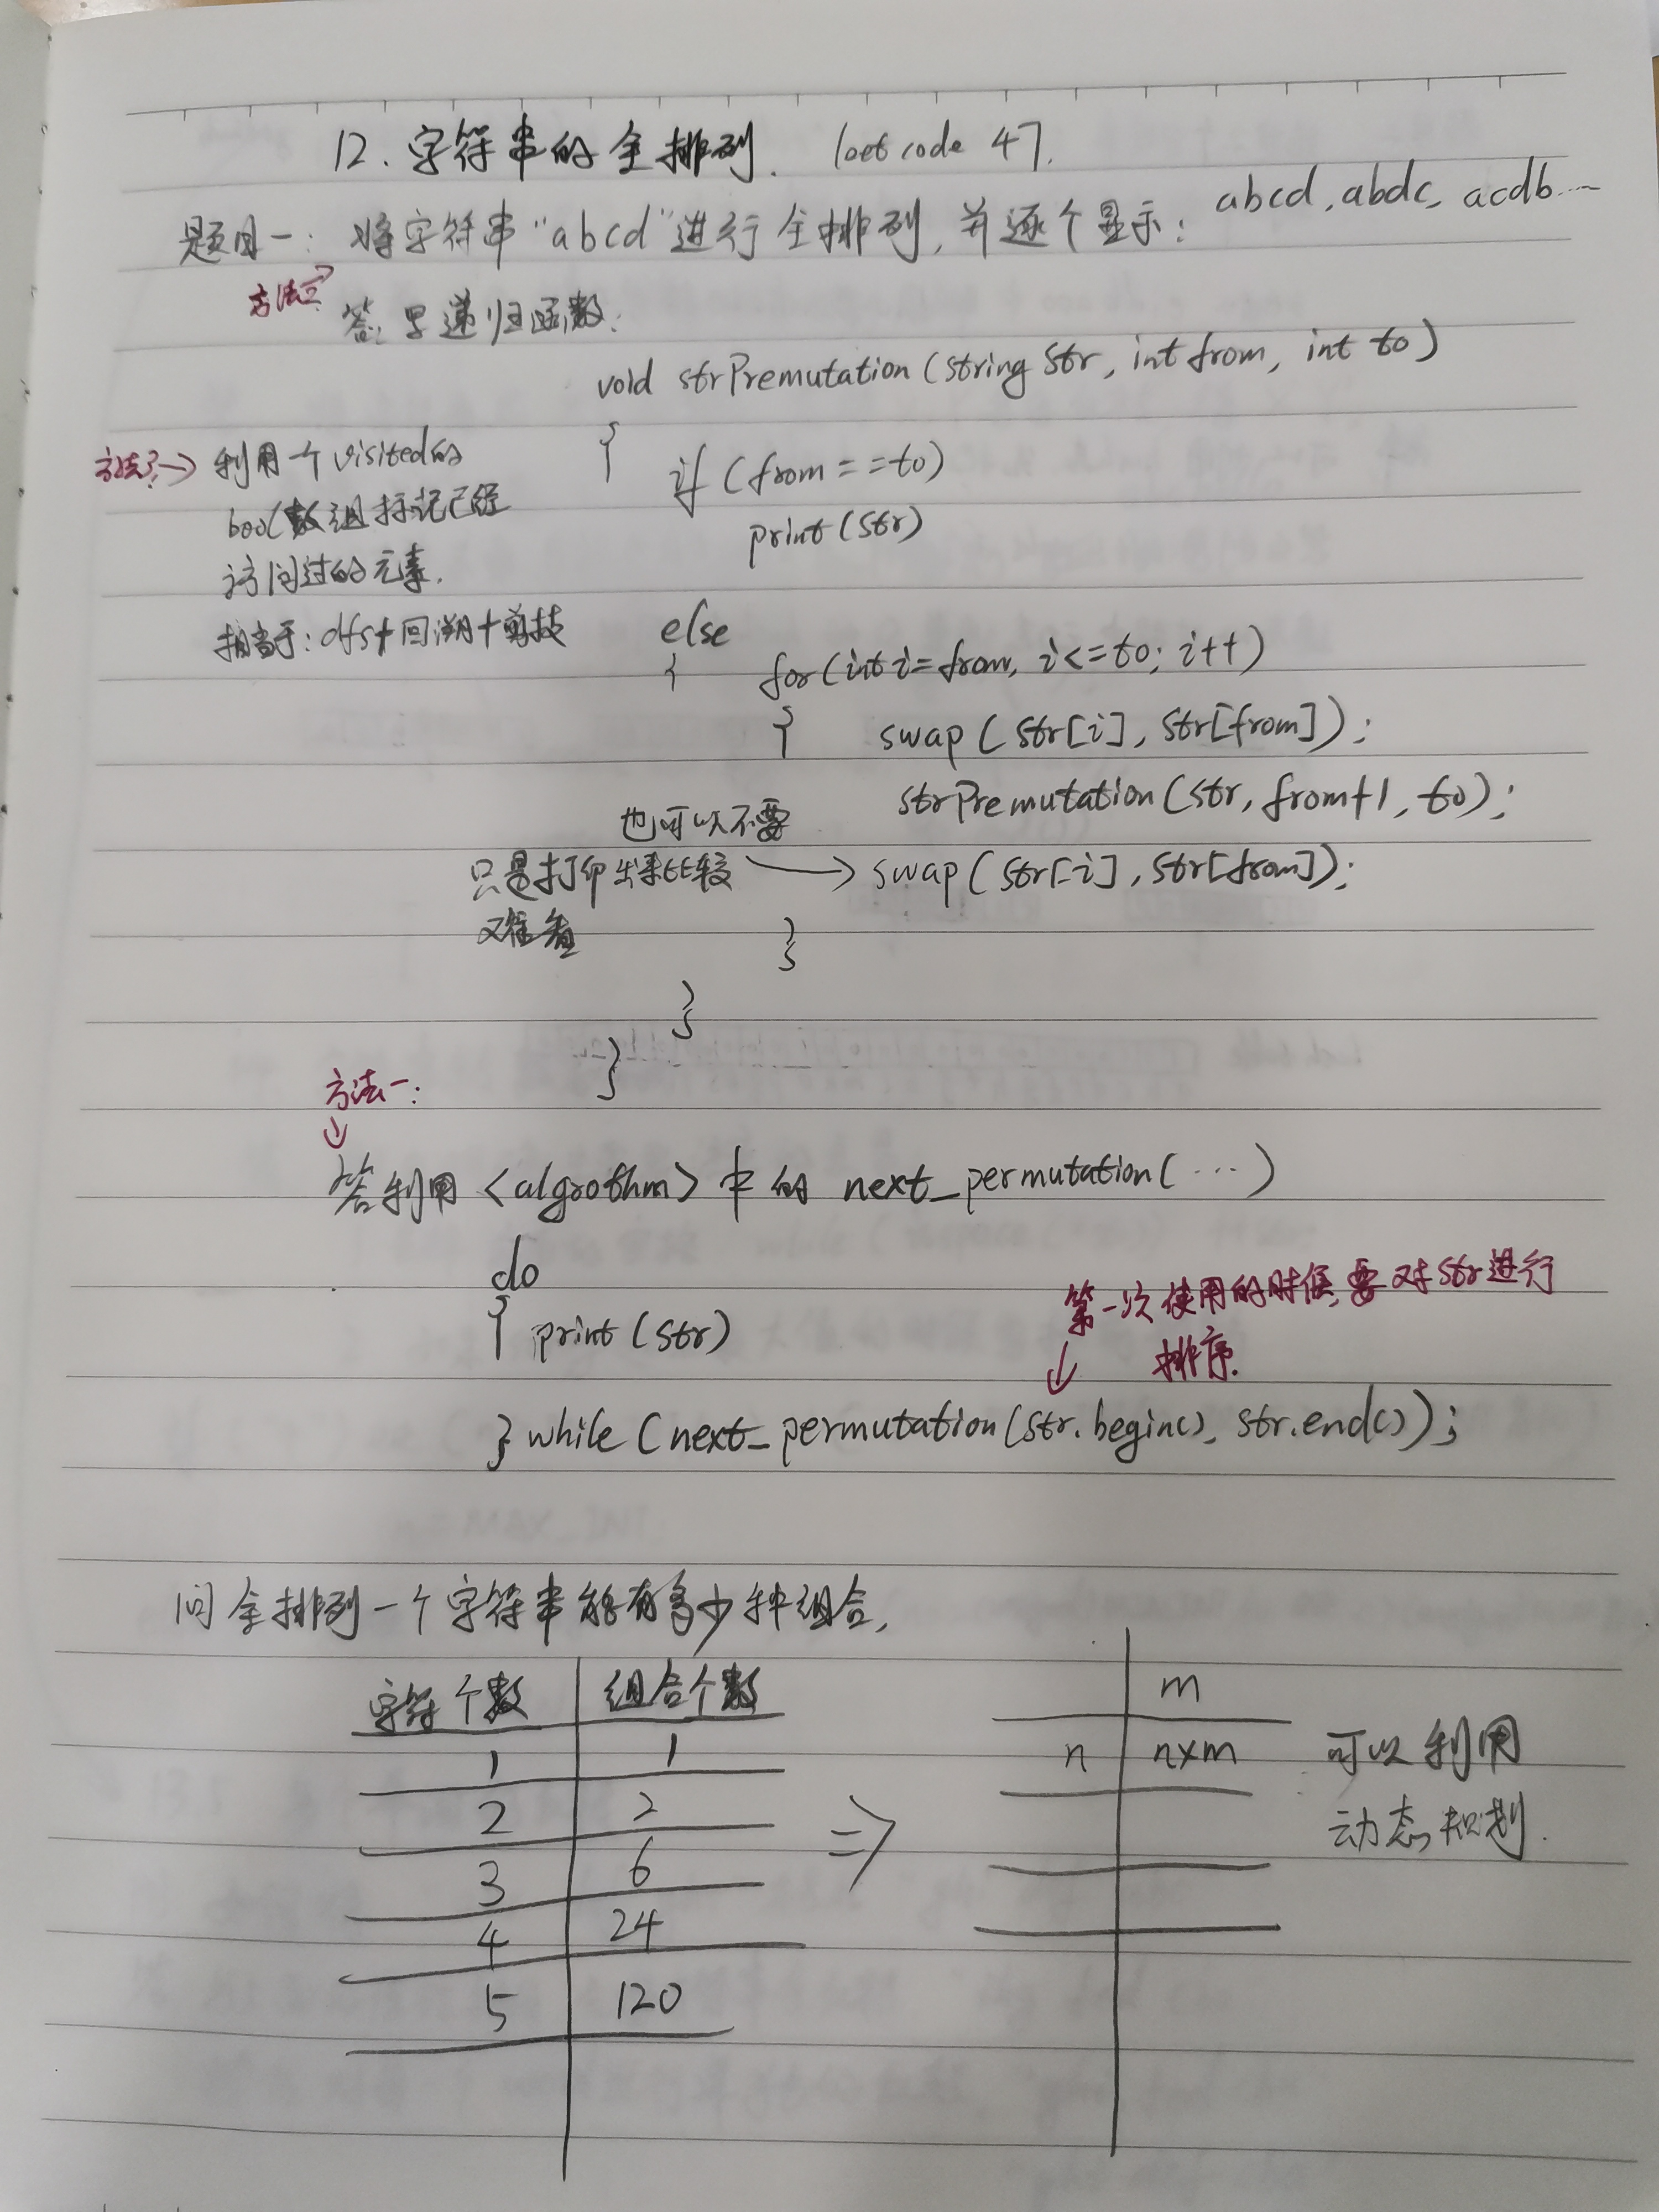 12. 字符串的全排列. leetcode 47.
题目一: 将字符串"abcd"进行全排列, 并逐个显示: abcd, abdc, acdb...
方法二→
答: 写递归函数:
void strPremutation(string str, int from, int to)
{
方法3→ 利用一个visited的
bool数组标记已经
访问过的元素.
相当于: dfs+回溯+剪枝
if (from == to)
print(str)
else
{ for(int i=from, i<=to; i++)
{ swap(str[i], str[from]);
strPremutation(str, from+1, to);
也可以不要
只是打印出来比较
难看
→ swap(str[i], str[from]);
}
}
}
方法一:
↓
答利用<algrothm>中的 next_permutation(...)
do
{ print(str)
第一次使用的时候, 要对str进行
排序.
↓
} while (next_permutation(str.begin(), str.end());
问全排列一个字符串能有多少种组合,
字符个数 组合个数
1 1
2 2
3 6
4 24
5 120
⇒
m
n n×m
可以利用
动态规划.